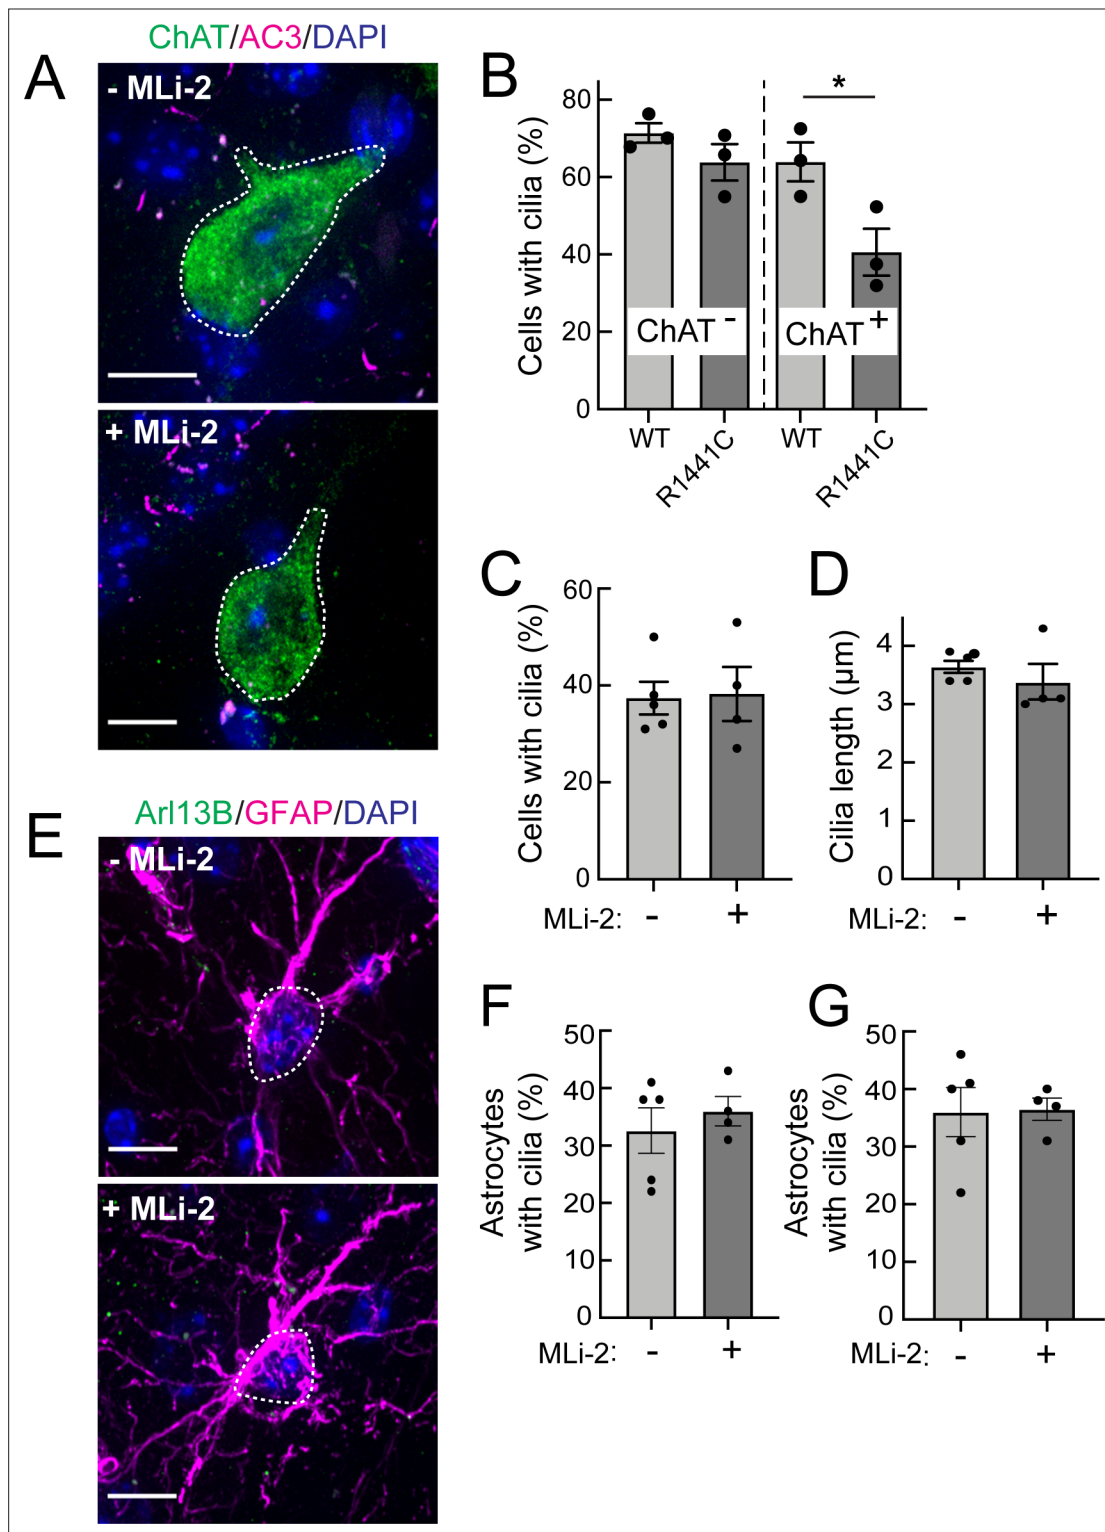 A
ChAT/AC3/DAPI
- MLi-2
+ MLi-2
B
Cells with cilia (%)
80
60
40
20
0
*
ChAT -
ChAT +
WT
R1441C
WT
R1441C
C
Cells with cilia (%)
60
40
20
0
MLi-2: - +
D
Cilia length (µm)
4
3
2
1
0
MLi-2: - +
E
Arl13B/GFAP/DAPI
- MLi-2
+ MLi-2
F
Astrocytes
with cilia (%)
50
40
30
20
10
0
MLi-2: - +
G
Astrocytes
with cilia (%)
50
40
30
20
10
0
MLi-2: - +